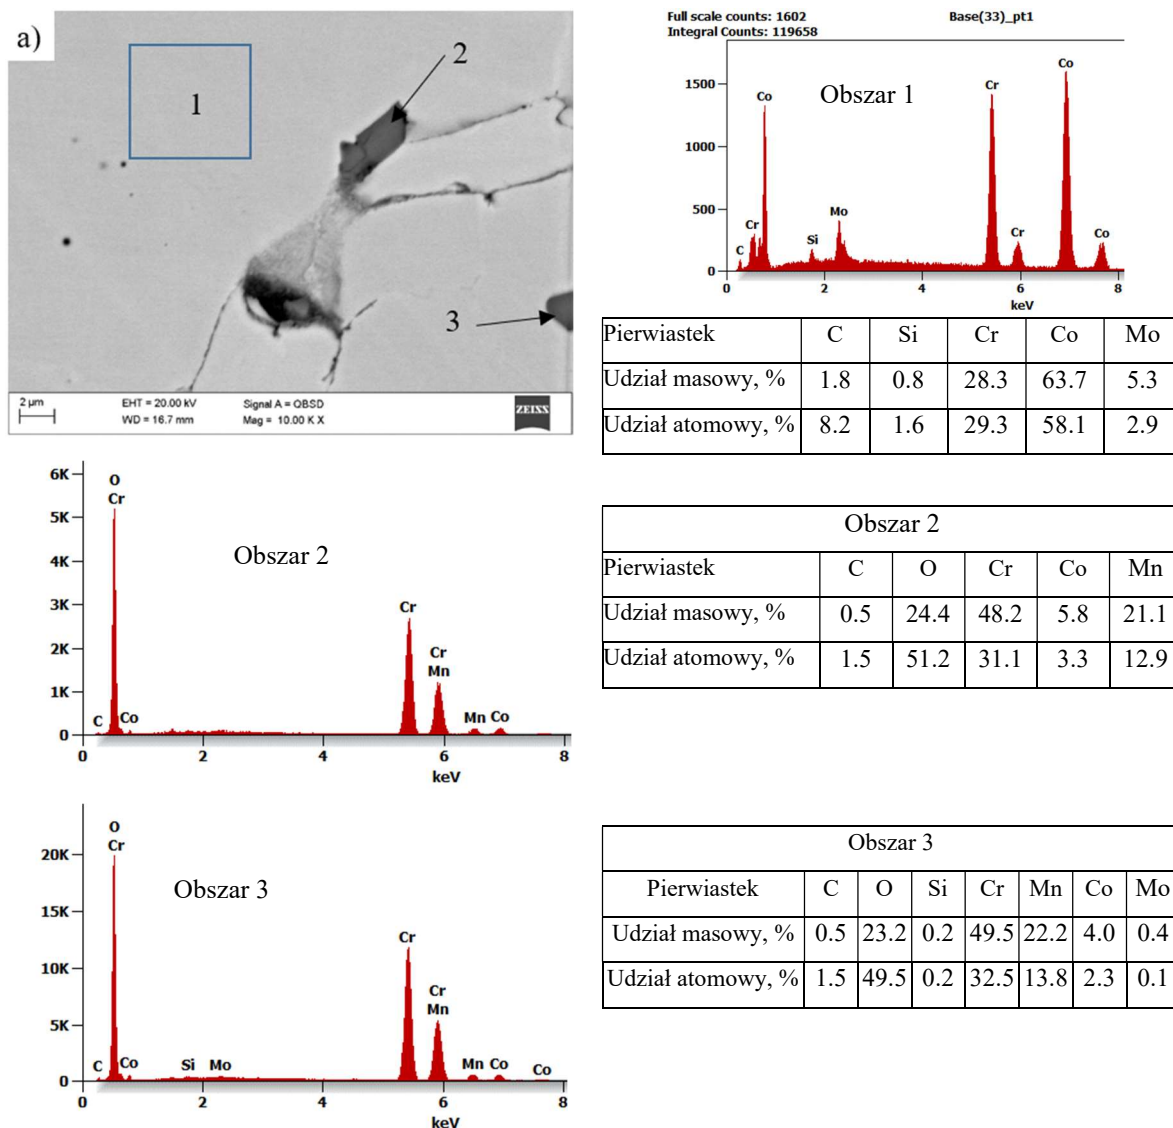 a)
1
2
3
2 µm
EHT = 20.00 kV
WD = 16.7 mm
Signal A = QBSD
Mag = 10.00 K X
ZEISS
Full scale counts: 1602
Integral Counts: 119658
Base(33)_pt1
Obszar 1
1500
1000
500
0
C
Cr
Co
Si
Mo
Cr
Cr
Co
Co
0 2 4 6 8
keV
Pierwiastek C Si Cr Co Mo
Udział masowy, % 1.8 0.8 28.3 63.7 5.3
Udział atomowy, % 8.2 1.6 29.3 58.1 2.9
6K
5K
4K
3K
2K
1K
0
Obszar 2
O
Cr
C
Co
Cr
Cr
Mn
Mn
Co
0 2 4 6 8
keV
Obszar 2
Pierwiastek C O Cr Co Mn
Udział masowy, % 0.5 24.4 48.2 5.8 21.1
Udział atomowy, % 1.5 51.2 31.1 3.3 12.9
20K
15K
10K
5K
0
Obszar 3
O
Cr
C
Co
Si
Mo
Cr
Cr
Mn
Mn
Co
Co
0 2 4 6 8
keV
Obszar 3
Pierwiastek C O Si Cr Mn Co Mo
Udział masowy, % 0.5 23.2 0.2 49.5 22.2 4.0 0.4
Udział atomowy, % 1.5 49.5 0.2 32.5 13.8 2.3 0.1